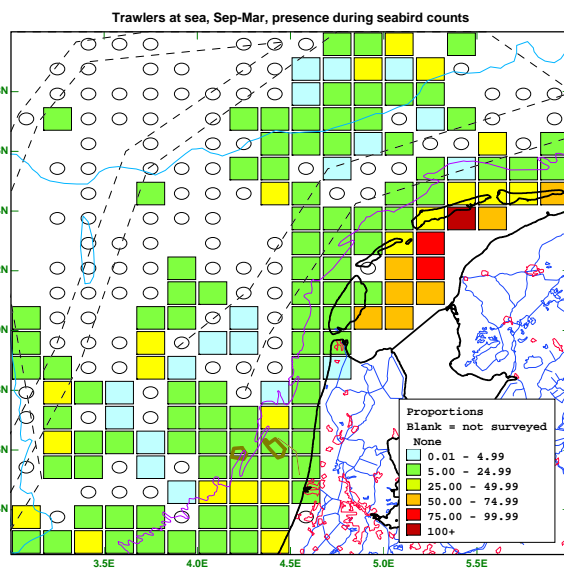 Trawlers at sea, Sep-Mar, presence during seabird counts
Proportions
Blank = not surveyed
None
0.01 - 4.99
5.00 - 24.99
25.00 - 49.99
50.00 - 74.99
75.00 - 99.99
100+
3.5E 4.0E 4.5E 5.0E 5.5E